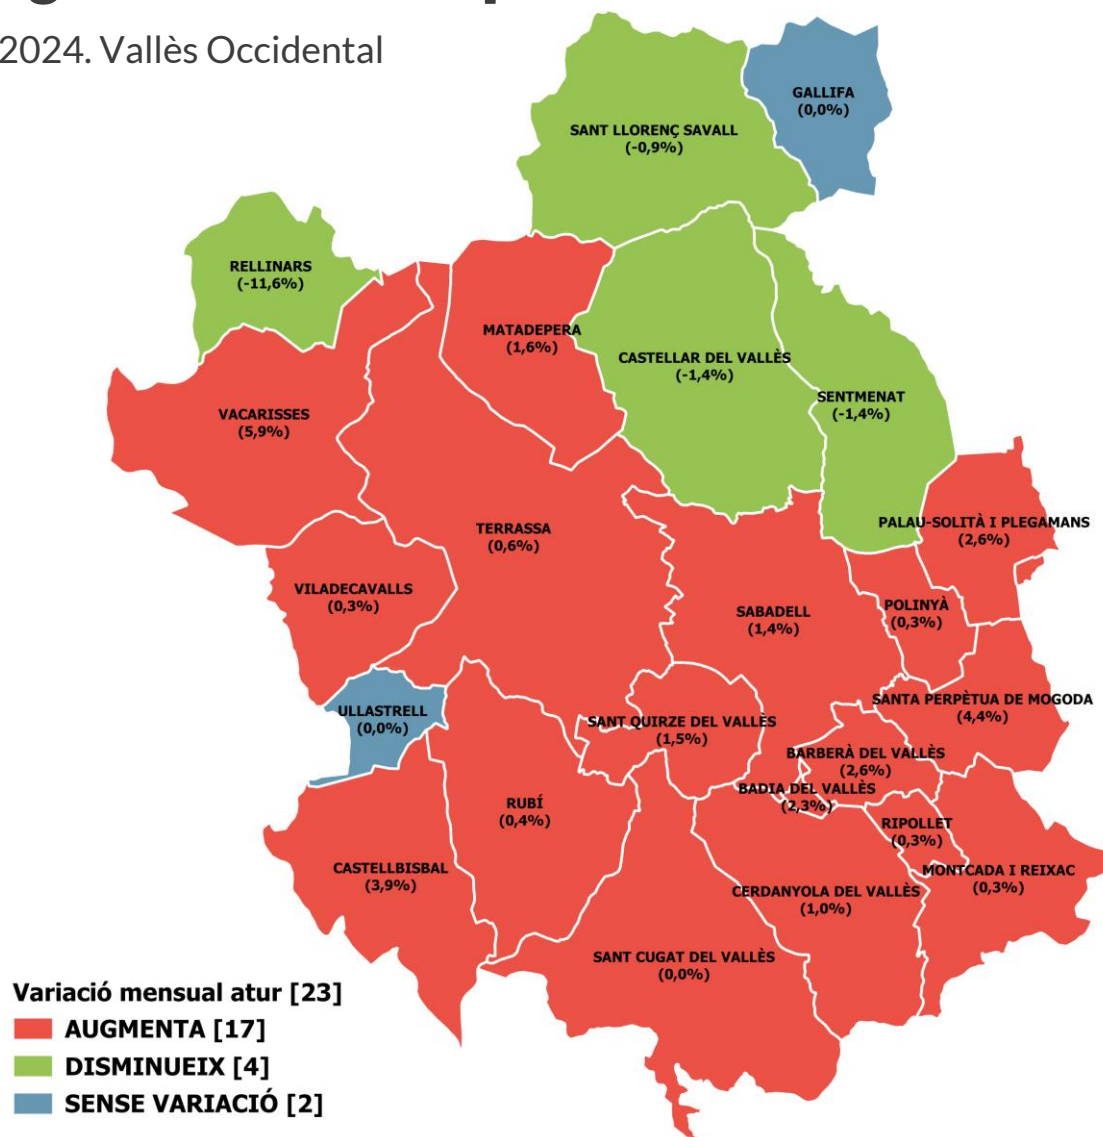 2024. Vallès Occidental
GALLIFA
(0,0%)
SANT LLORENÇ SAVALL
(-0,9%)
RELLINARS
(-11,6%)
MATADEPERA
(1,6%)
CASTELLAR DEL VALLÈS
(-1,4%)
SENTMENAT
(-1,4%)
VACARISSES
(5,9%)
PALAU-SOLITÀ I PLEGAMANS
(2,6%)
TERRASSA
(0,6%)
VILADECAVALLS
(0,3%)
SABADELL
(1,4%)
POLINYÀ
(0,3%)
SANTA PERPÈTUA DE MOGODA
(4,4%)
ULLASTRELL
(0,0%)
SANT QUIRZE DEL VALLÈS
(1,5%)
BARBERÀ DEL VALLÈS
(2,6%)
BADIA DEL VALLÈS
(2,3%)
RUBÍ
(0,4%)
RIPOLLET
(0,3%)
CASTELLBISBAL
(3,9%)
MONTCADA I REIXAC
(0,3%)
CERDANYOLA DEL VALLÈS
(1,0%)
SANT CUGAT DEL VALLÈS
(0,0%)
Variació mensual atur [23]
AUGMENTA [17]
DISMINUEIX [4]
SENSE VARIACIÓ [2]